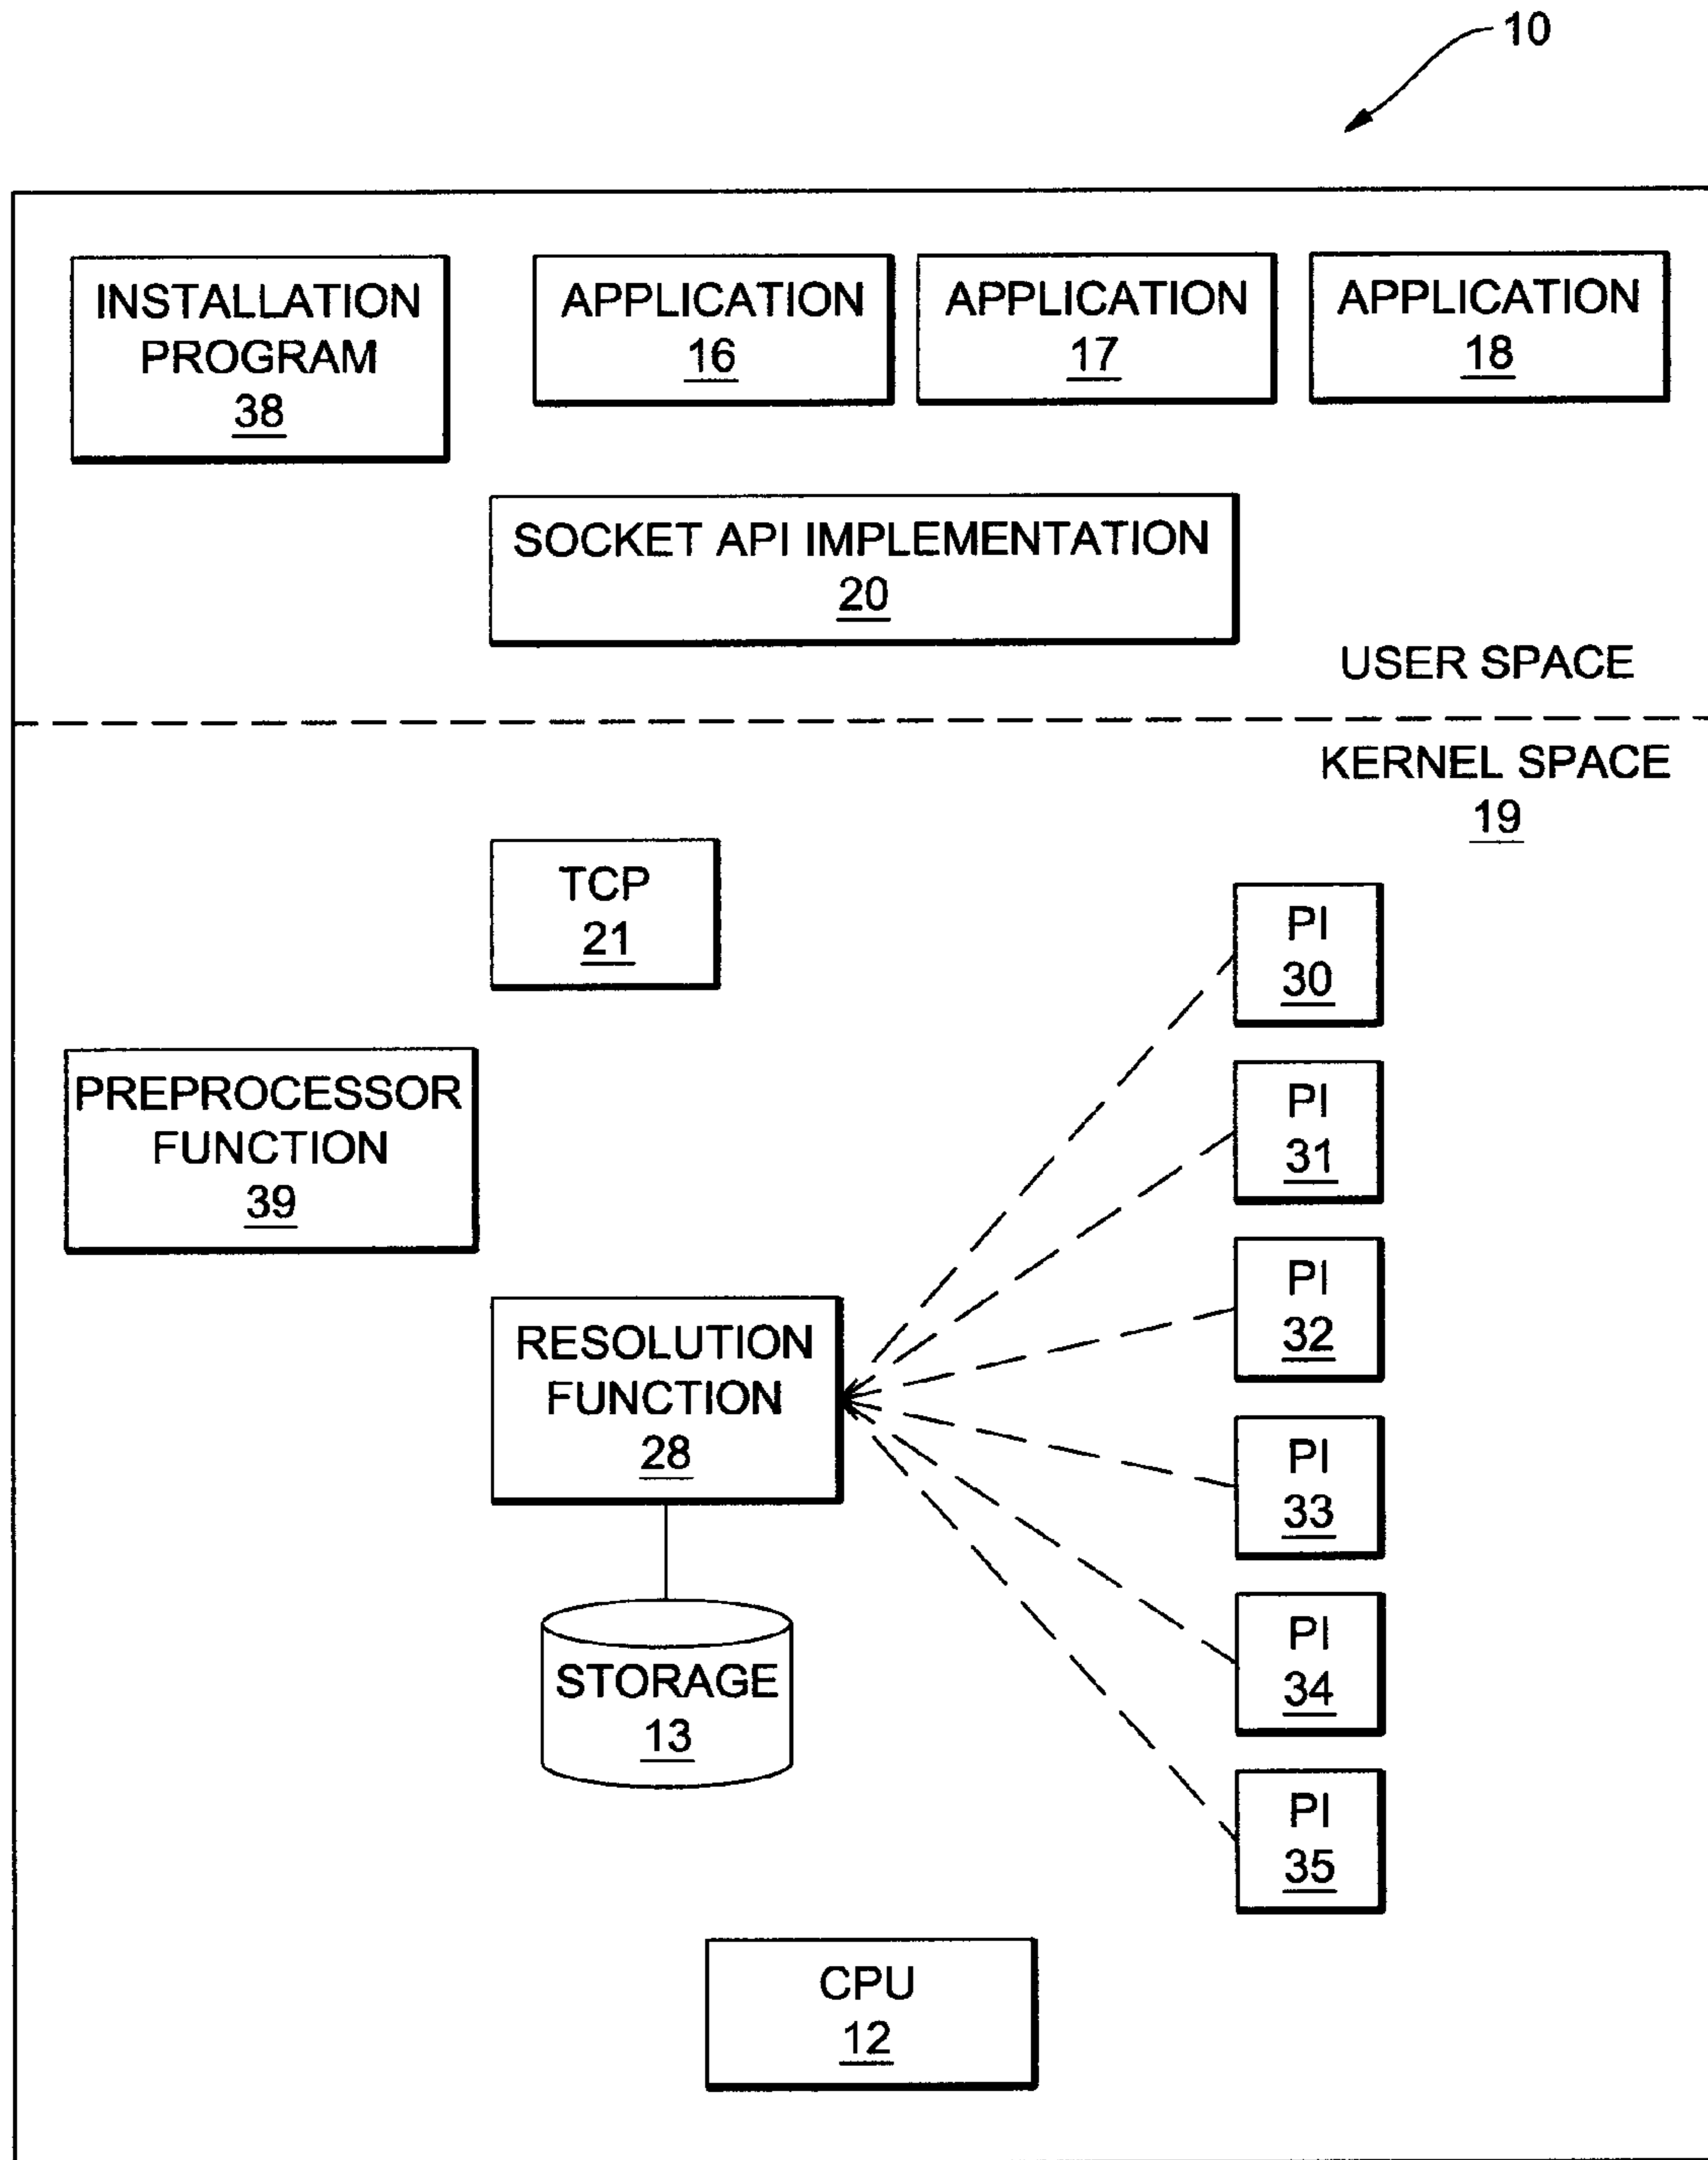 10
INSTALLATION
PROGRAM
38
APPLICATION
16
APPLICATION
17
APPLICATION
18
SOCKET API IMPLEMENTATION
20
USER SPACE
KERNEL SPACE
19
TCP
21
PI
30
PREPROCESSOR
FUNCTION
39
PI
31
PI
32
RESOLUTION
FUNCTION
28
PI
33
STORAGE
13
PI
34
PI
35
CPU
12